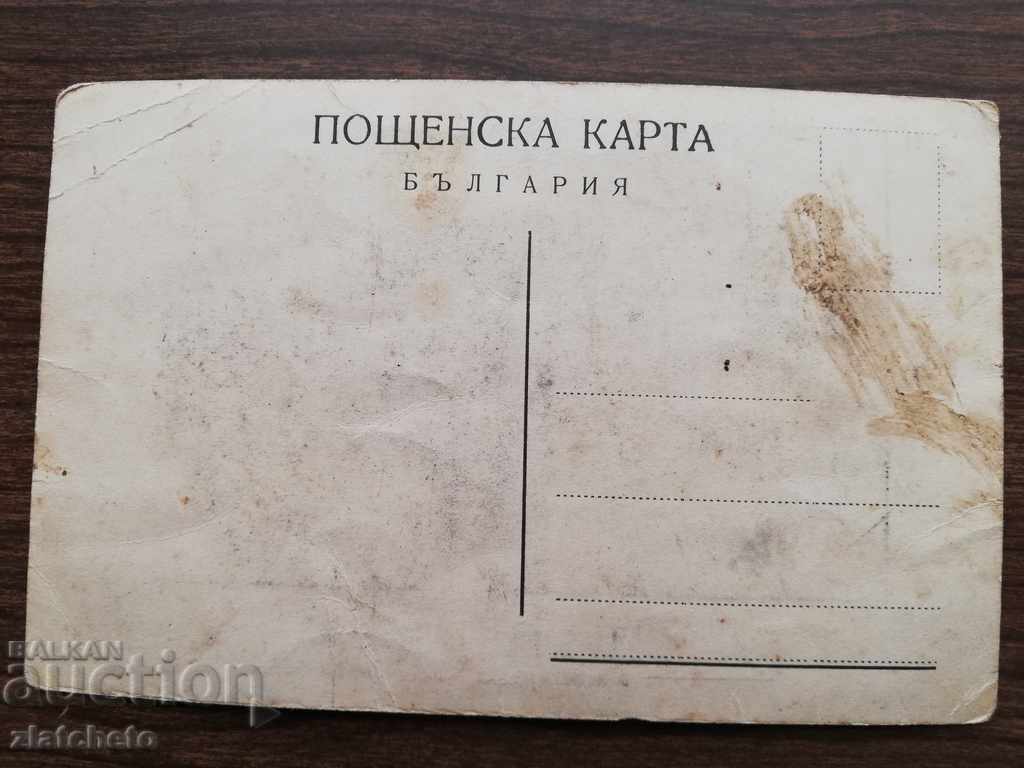 ПОЩЕНСКА КАРТА
БЪЛГАРИЯ
BALKAN
auction
zlatcheto